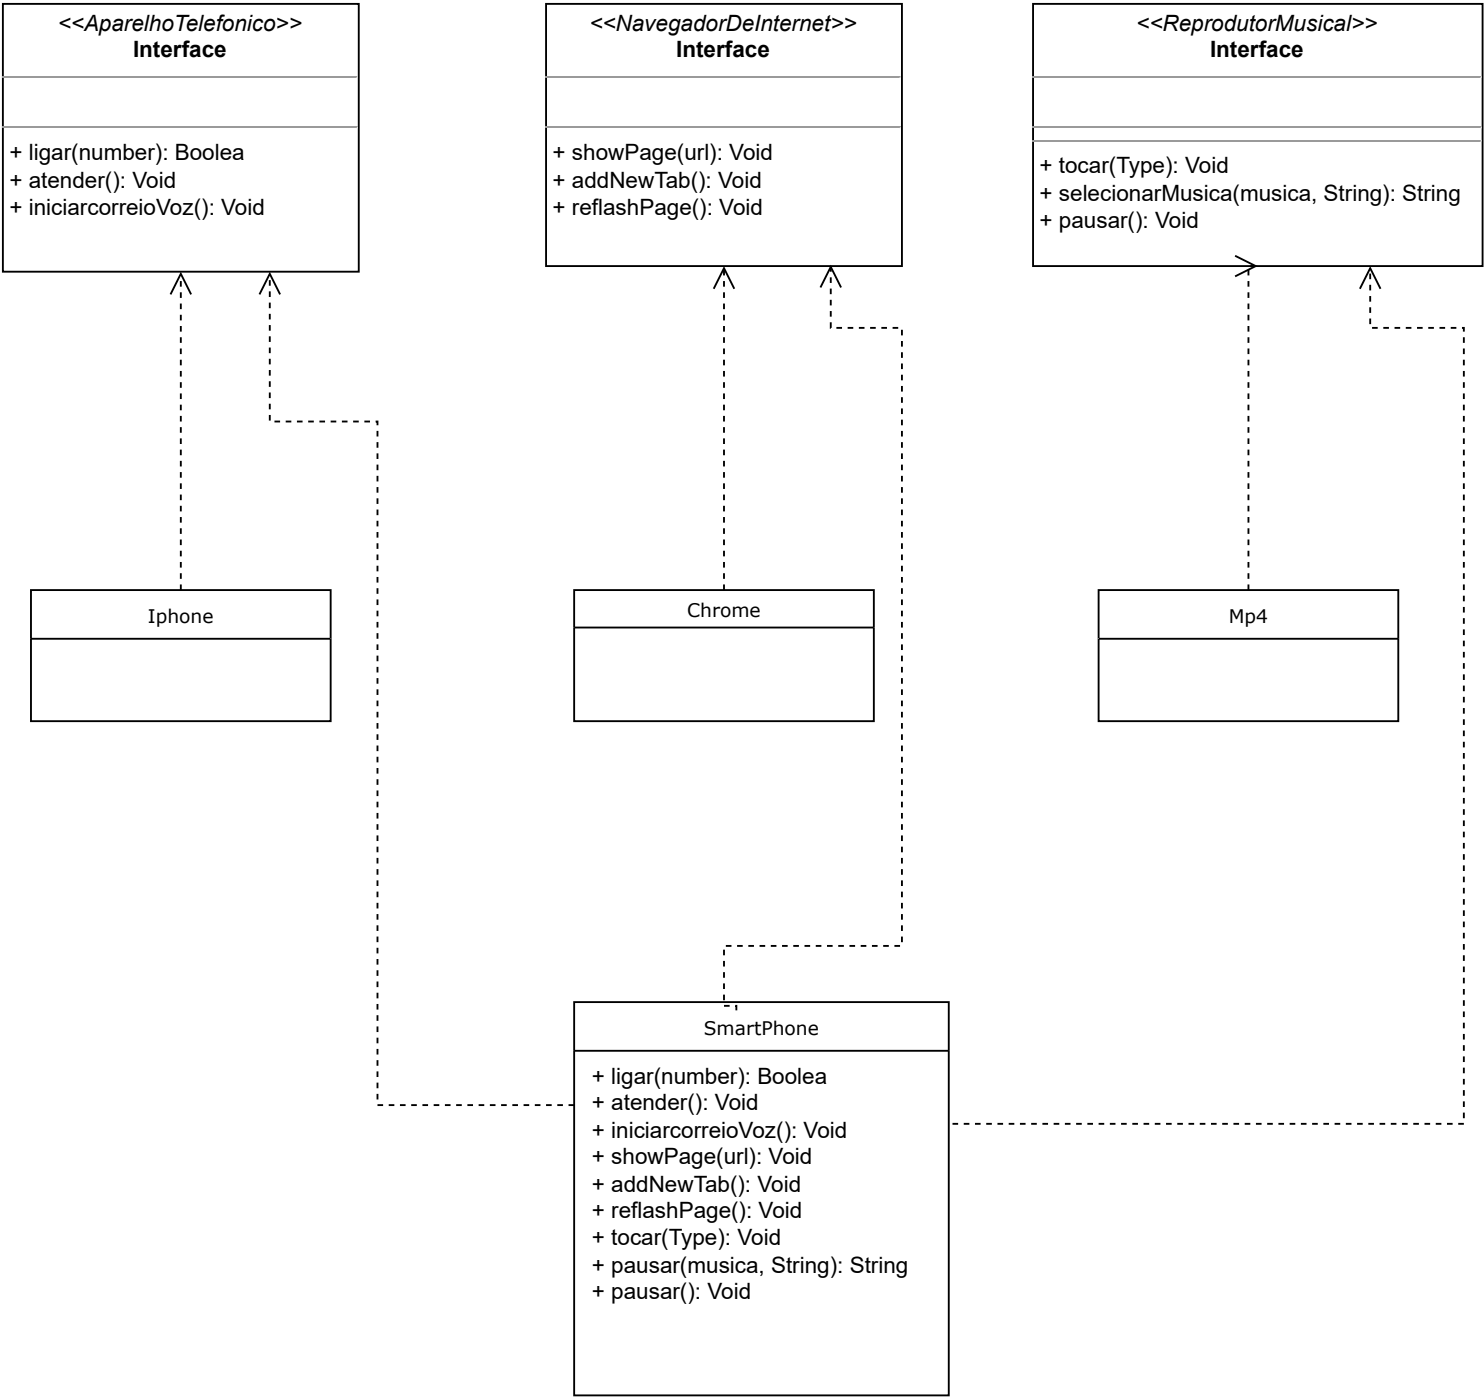 <<AparelhoTelefonico>>
Interface
+ ligar(number): Boolea
+ atender(): Void
+ iniciarcorreioVoz(): Void
<<NavegadorDeInternet>>
Interface
+ showPage(url): Void
+ addNewTab(): Void
+ reflashPage(): Void
<<ReprodutorMusical>>
Interface
+ tocar(Type): Void
+ selecionarMusica(musica, String): String
+ pausar(): Void
Iphone
Chrome
Mp4
SmartPhone
+ ligar(number): Boolea
+ atender(): Void
+ iniciarcorreioVoz(): Void
+ showPage(url): Void
+ addNewTab(): Void
+ reflashPage(): Void
+ tocar(Type): Void
+ pausar(musica, String): String
+ pausar(): Void